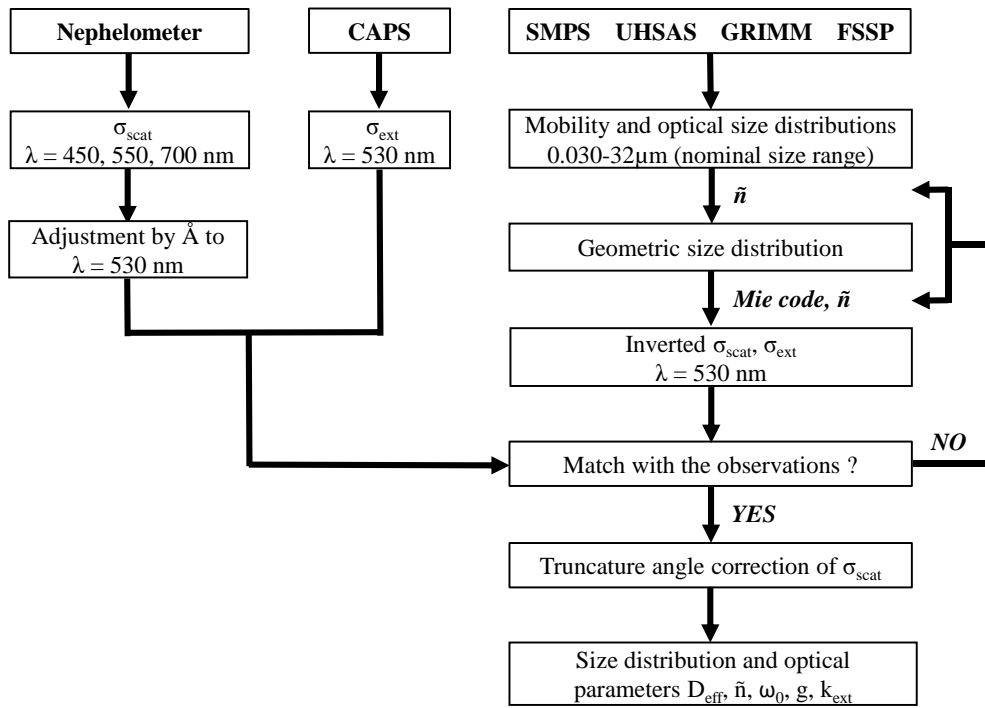 Nephelometer
CAPS
SMPS UHSAS GRIMM FSSP
σscat
λ = 450, 550, 700 nm
σext
λ = 530 nm
Mobility and optical size distributions
0.030-32µm (nominal size range)
ñ
Adjustment by Å to
λ = 530 nm
Geometric size distribution
Mie code, ñ
Inverted σscat, σext
λ = 530 nm
Match with the observations ?
NO
YES
Truncature angle correction of σscat
Size distribution and optical
parameters Deff, ñ, ω0, g, kext